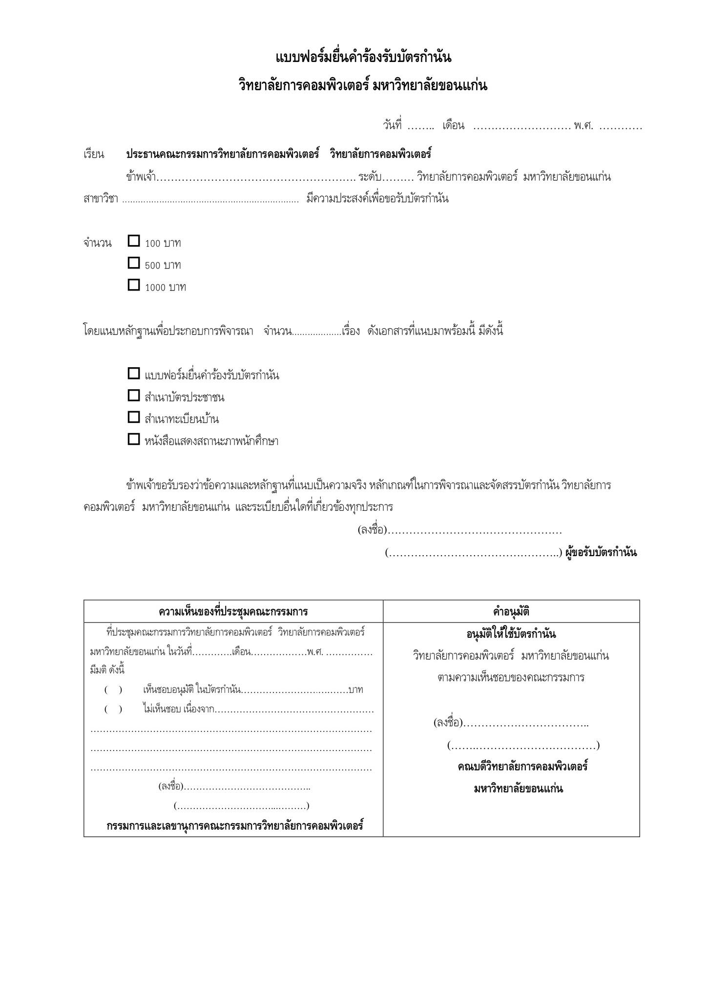 แบบฟอร์มยื่นคำร้องรับบัตรกำนัน
วิทยาลัยการคอมพิวเตอร์ มหาวิทยาลัยขอนแก่น
วันที่ …….. เดือน ……………………… พ.ศ. …………
เรียน ประธานคณะกรรมการวิทยาลัยการคอมพิวเตอร์ วิทยาลัยการคอมพิวเตอร์
ข้าพเจ้า………………………………………………. ระดับ……… วิทยาลัยการคอมพิวเตอร์ มหาวิทยาลัยขอนแก่น
สาขาวิชา ................................................................... มีความประสงค์เพื่อขอรับบัตรกำนัน
จำนวน ☐ 100 บาท
☐ 500 บาท
☐ 1000 บาท
โดยแนบหลักฐานเพื่อประกอบการพิจารณา จำนวน...................เรื่อง ดังเอกสารที่แนบมาพร้อมนี้ มีดังนี้
☐ แบบฟอร์มยื่นคำร้องรับบัตรกำนัน
☐ สำเนาบัตรประชาชน
☐ สำเนาทะเบียนบ้าน
☐ หนังสือแสดงสถานะภาพนักศึกษา
ข้าพเจ้าขอรับรองว่าข้อความและหลักฐานที่แนบเป็นความจริง หลักเกณฑ์ในการพิจารณาและจัดสรรบัตรกำนัน วิทยาลัยการ
คอมพิวเตอร์ มหาวิทยาลัยขอนแก่น และระเบียบอื่นใดที่เกี่ยวข้องทุกประการ
(ลงชื่อ)…………………………………………
(………………………………………..) ผู้ขอรับบัตรกำนัน
ความเห็นของที่ประชุมคณะกรรมการ
ที่ประชุมคณะกรรมการวิทยาลัยการคอมพิวเตอร์ วิทยาลัยการคอมพิวเตอร์
มหาวิทยาลัยขอนแก่น ในวันที่………….เดือน………………พ.ศ. ……………
มีมติ ดังนี้
( ) เห็นชอบอนุมัติ ในบัตรกำนัน…………………………….บาท
( ) ไม่เห็นชอบ เนื่องจาก……………………………………………
………………………………………………………………………………
………………………………………………………………………………
………………………………………………………………………………
(ลงชื่อ)…………………………………..
(…………………………..………)
กรรมการและเลขานุการคณะกรรมการวิทยาลัยการคอมพิวเตอร์
คำอนุมัติ
อนุมัติให้ใช้บัตรกำนัน
วิทยาลัยการคอมพิวเตอร์ มหาวิทยาลัยขอนแก่น
ตามความเห็นชอบของคณะกรรมการ
(ลงชื่อ)……………………………..
(…………………………………)
คณบดีวิทยาลัยการคอมพิวเตอร์
มหาวิทยาลัยขอนแก่น